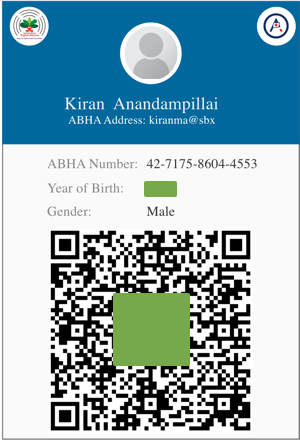 Kiran Anandampillai
ABHA Address: kiranma@sbx
ABHA Number: 42-7175-8604-4553
Year of Birth:
Gender: Male